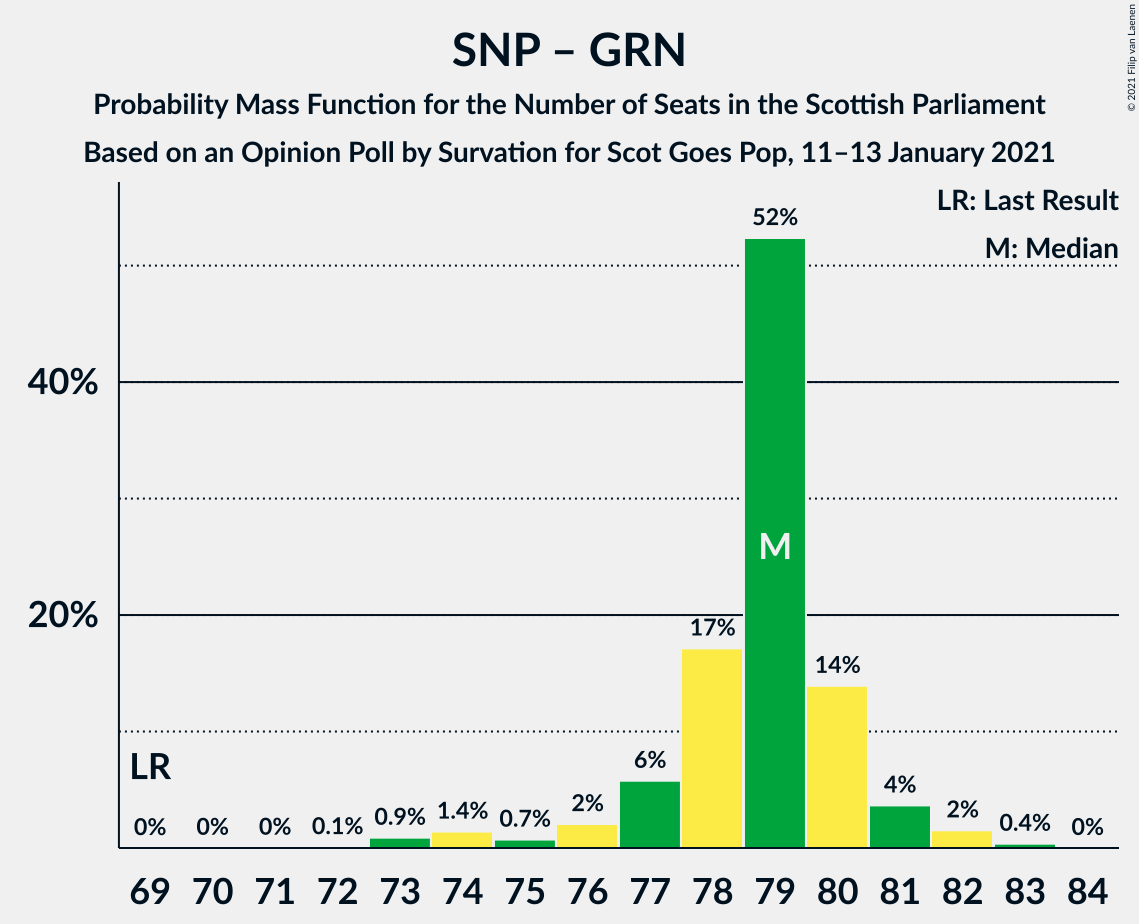 SNP – GRN
Probability Mass Function for the Number of Seats in the Scottish Parliament
Based on an Opinion Poll by Survation for Scot Goes Pop, 11–13 January 2021
© 2021 Filip van Laenen
LR: Last Result
M: Median
52%
40%
M
20%
17%
14%
LR
6%
4%
0% 0% 0% 0.1% 0.9% 1.4% 0.7% 2% 2% 0.4% 0%
69 70 71 72 73 74 75 76 77 78 79 80 81 82 83 84